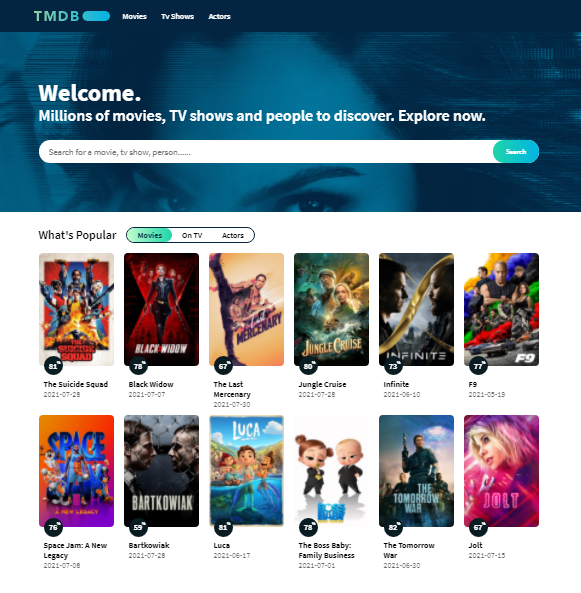 TMDB
Movies Tv Shows Actors
Welcome.
Millions of movies, TV shows and people to discover. Explore now.
Search for a movie, tv show, person......
Search
What's Popular
Movies On TV Actors
THE SUICIDE SQUAD
BLACK WIDOW
MERCENARY
JUNGLE CRUISE
INFINITE
F9
81%
78%
67%
80%
73%
77%
The Suicide Squad
2021-07-28
Black Widow
2021-07-07
The Last
Mercenary
2021-07-30
Jungle Cruise
2021-07-28
Infinite
2021-06-10
F9
2021-05-19
SPACE JAM
A NEW LEGACY
BARTKOWIAK
LUCA
THE TOMORROW WAR
JOLT
76%
59%
81%
78%
82%
67%
Space Jam: A New
Legacy
2021-07-08
Bartkowiak
2021-07-28
Luca
2021-06-17
The Boss Baby:
Family Business
2021-07-01
The Tomorrow
War
2021-06-30
Jolt
2021-07-15